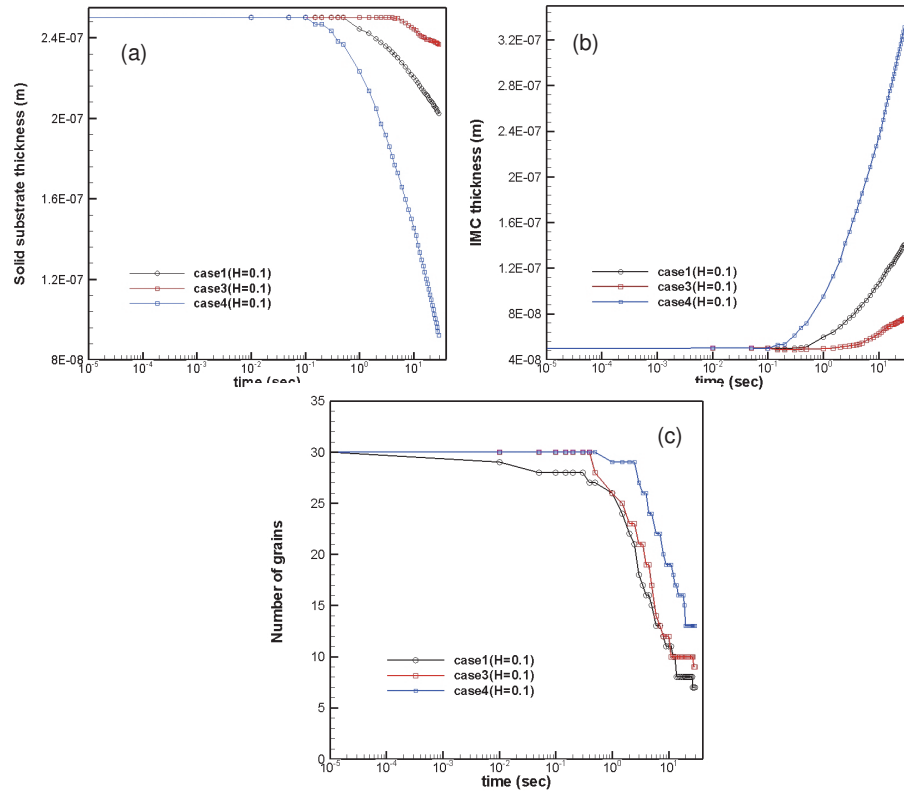 (a)
Solid substrate thickness (m)
2.4E-07
2E-07
1.6E-07
1.2E-07
8E-08
case1(H=0.1)
case3(H=0.1)
case4(H=0.1)
10-5 10-4 10-3 10-2 10-1 100 101
time (sec)
(b)
IMC thickness (m)
3.2E-07
2.8E-07
2.4E-07
2E-07
1.6E-07
1.2E-07
8E-08
4E-08
case1(H=0.1)
case3(H=0.1)
case4(H=0.1)
10-5 10-4 10-3 10-2 10-1 100 101
time (sec)
(c)
Number of grains
35
30
25
20
15
10
5
0
case1(H=0.1)
case3(H=0.1)
case4(H=0.1)
10-5 10-4 10-3 10-2 10-1 100 101
time (sec)